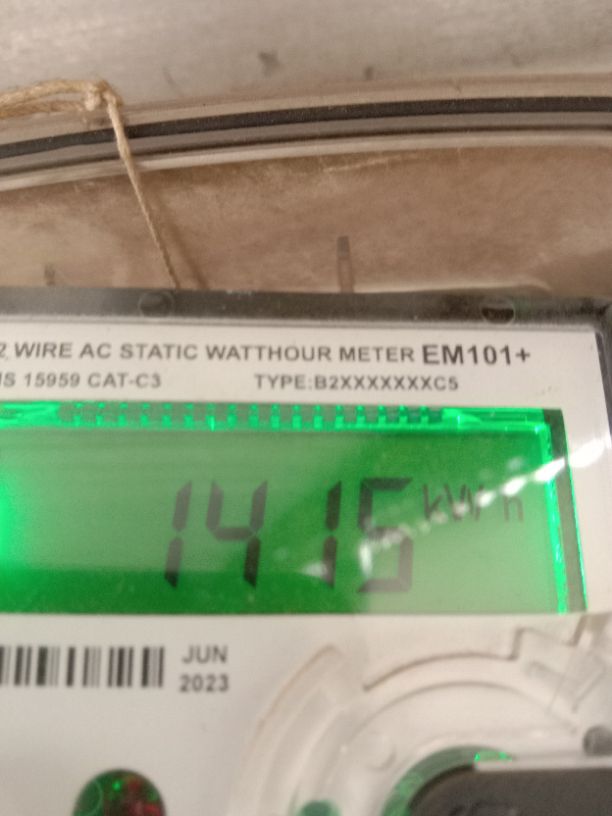 2 WIRE AC STATIC WATTHOUR METER EM101+
IS 15959 CAT-C3 TYPE:B2XXXXXXXC5
1415 kWh
JUN
2023